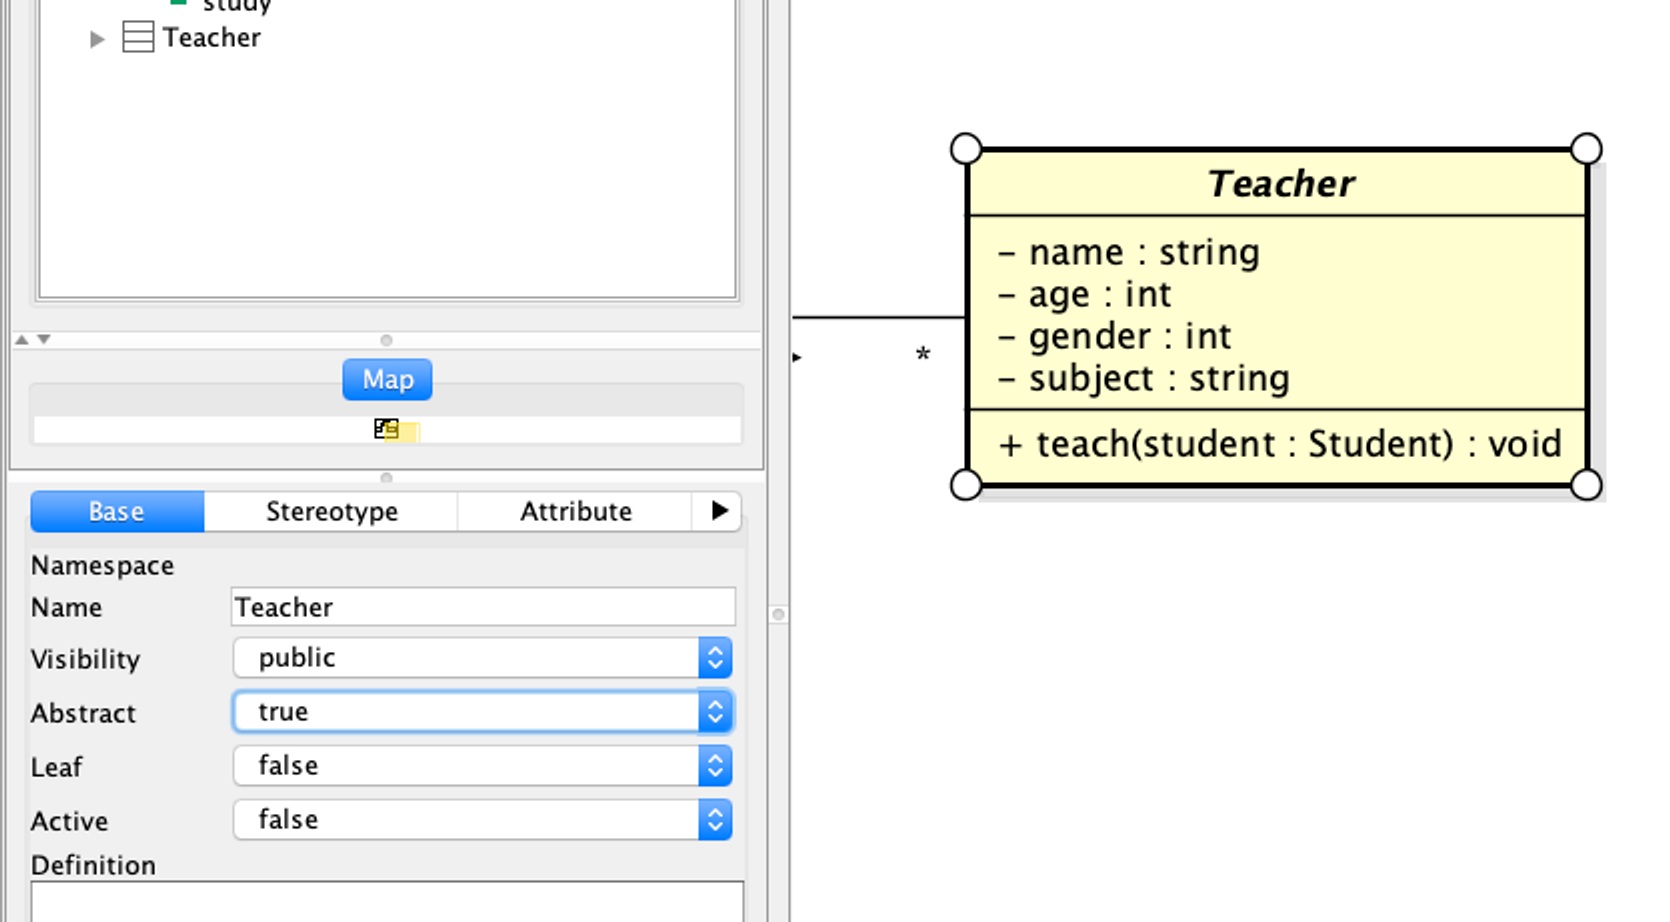 study
Teacher
Map
Base Stereotype Attribute
Namespace
Name Teacher
Visibility public
Abstract true
Leaf false
Active false
Definition
Teacher
– name : string
– age : int
– gender : int
– subject : string
+ teach(student : Student) : void
*